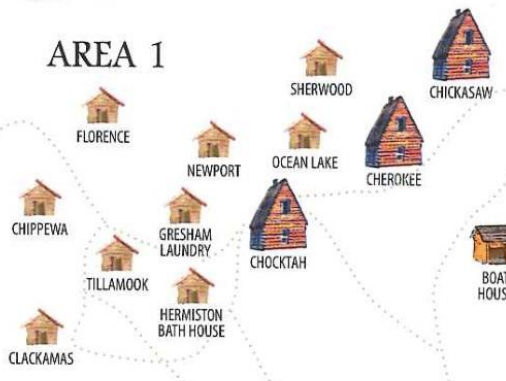 AREA 1
SHERWOOD
CHICKASAW
FLORENCE
NEWPORT
OCEAN LAKE
CHEROKEE
CHIPPEWA
GRESHAM
LAUNDRY
CHOCKTAH
TILLAMOOK
BOAT
HOUS
HERMISTON
BATH HOUSE
CLACKAMAS